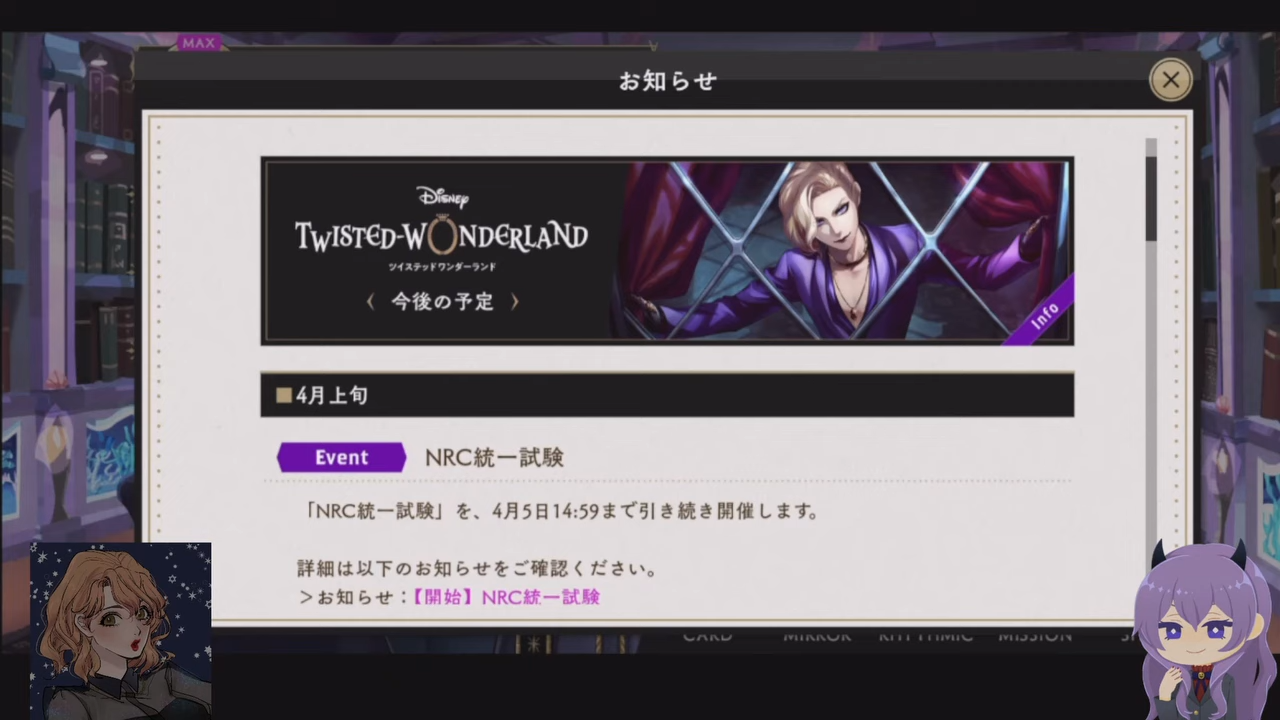 MAX
お知らせ
Disney
TWISTED-WONDERLAND
ツイステッドワンダーランド
〈 今後の予定 〉
Info
■4月上旬
Event NRC統一試験
「NRC統一試験」を、4月5日14:59まで引き続き開催します。
詳細は以下のお知らせをご確認ください。
＞お知らせ：【開始】NRC統一試験
CARD MIRROR RHYTHMIC MISSION